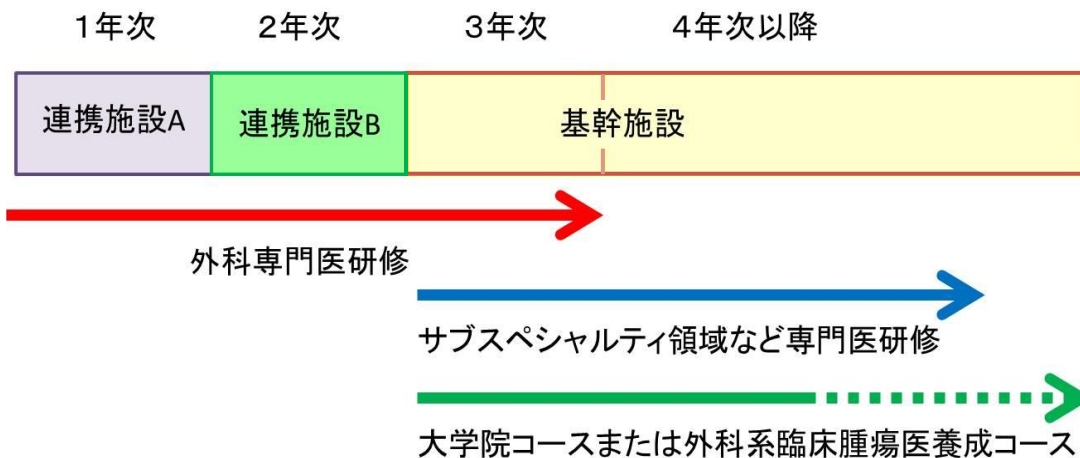 １年次 ２年次 ３年次 ４年次以降
連携施設A 連携施設B 基幹施設
外科専門医研修
サブスペシャルティ領域など専門医研修
大学院コースまたは外科系臨床腫瘍医養成コース